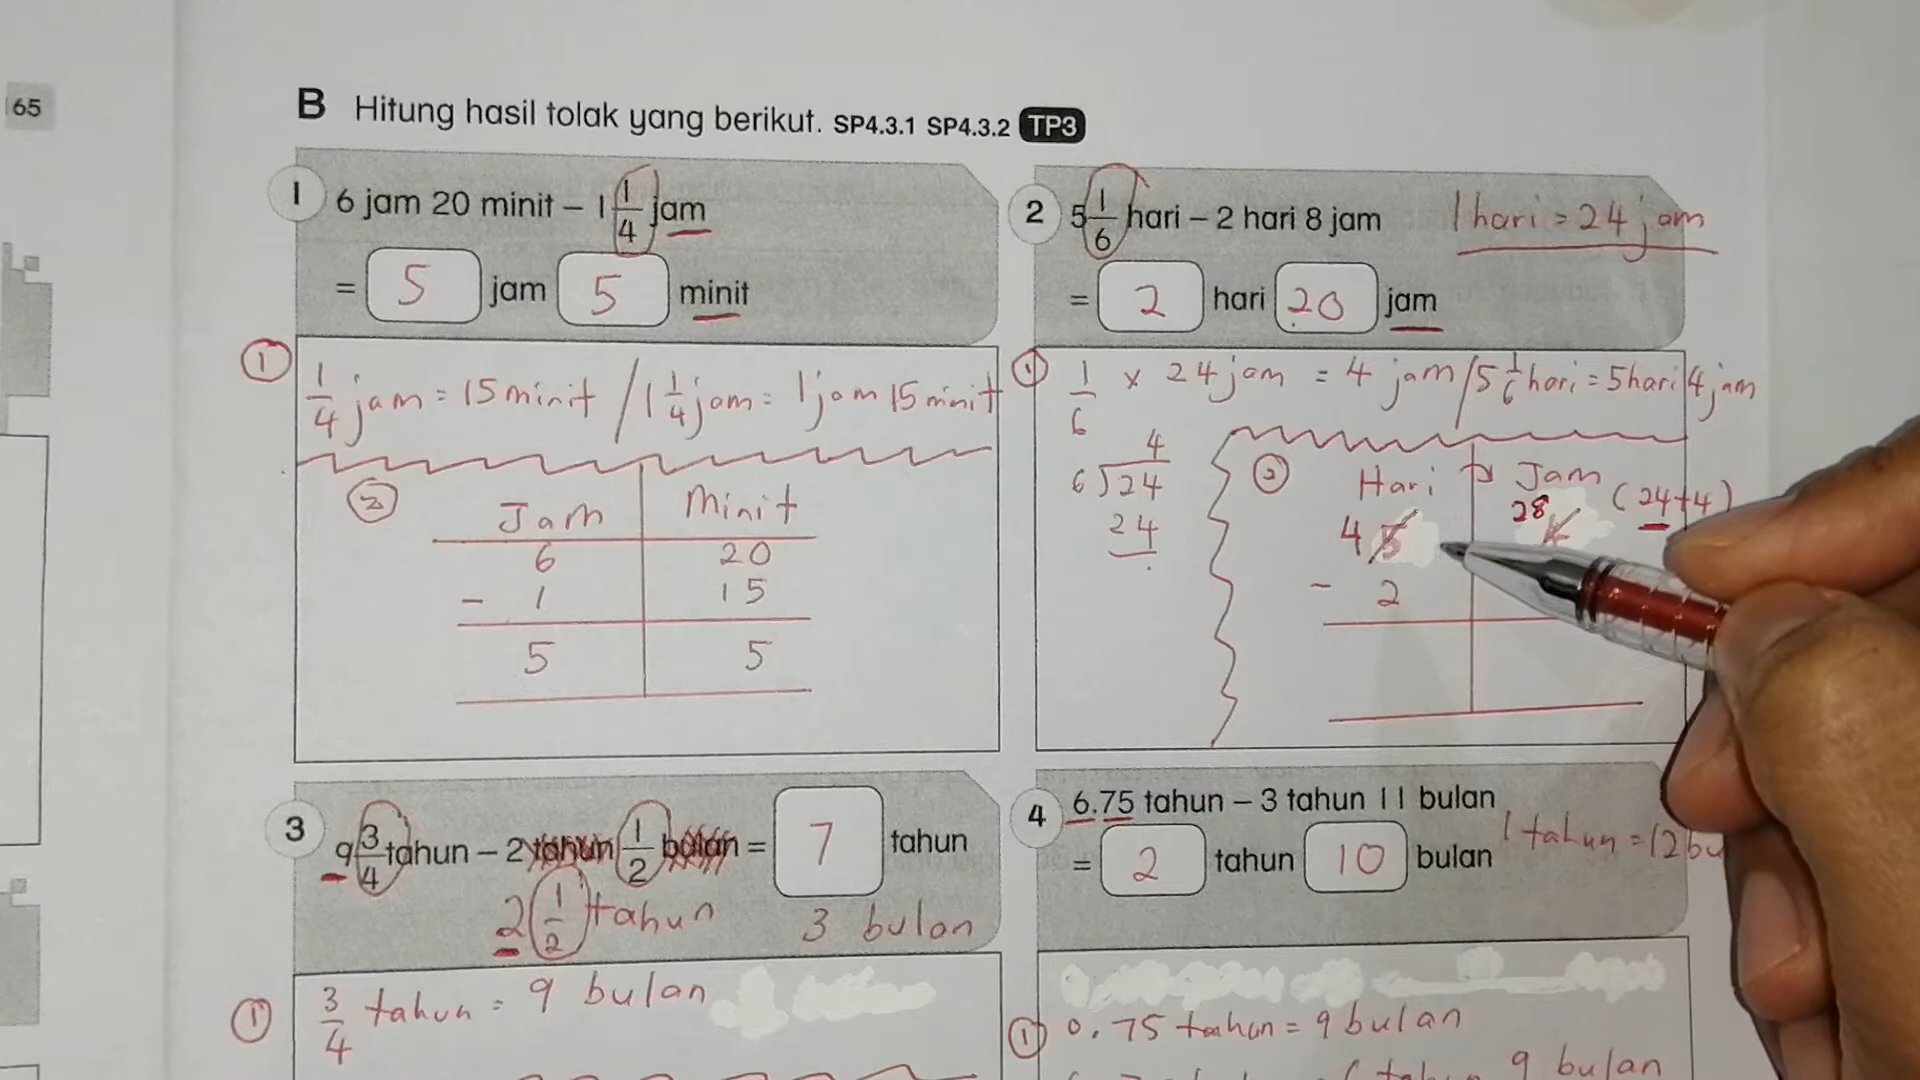 65
B Hitung hasil tolak yang berikut. SP4.3.1 SP4.3.2 TP3
1 6 jam 20 minit – 1 1/4 jam
= 5 jam 5 minit
① 1/4 jam = 15 minit / 1 1/4 jam = 1 jam 15 minit
② Jam Minit
6 20
- 1 15
5 5
2 5 1/6 hari – 2 hari 8 jam 1 hari = 24 jam
= 2 hari 20 jam
① 1/6 × 24 jam = 4 jam / 5 1/6 hari = 5 hari 4 jam
4
6 24
24
② Hari Jam
4 5 28 4 (24+4)
- 2
3 9 3/4 tahun – 2 tahun 1/2 bulan = 7 tahun
2 1/2 tahun 3 bulan
① 3/4 tahun = 9 bulan
4 6.75 tahun – 3 tahun 11 bulan
1 tahun = 12 bu
= 2 tahun 10 bulan
① 0.75 tahun = 9 bulan
9 bulan